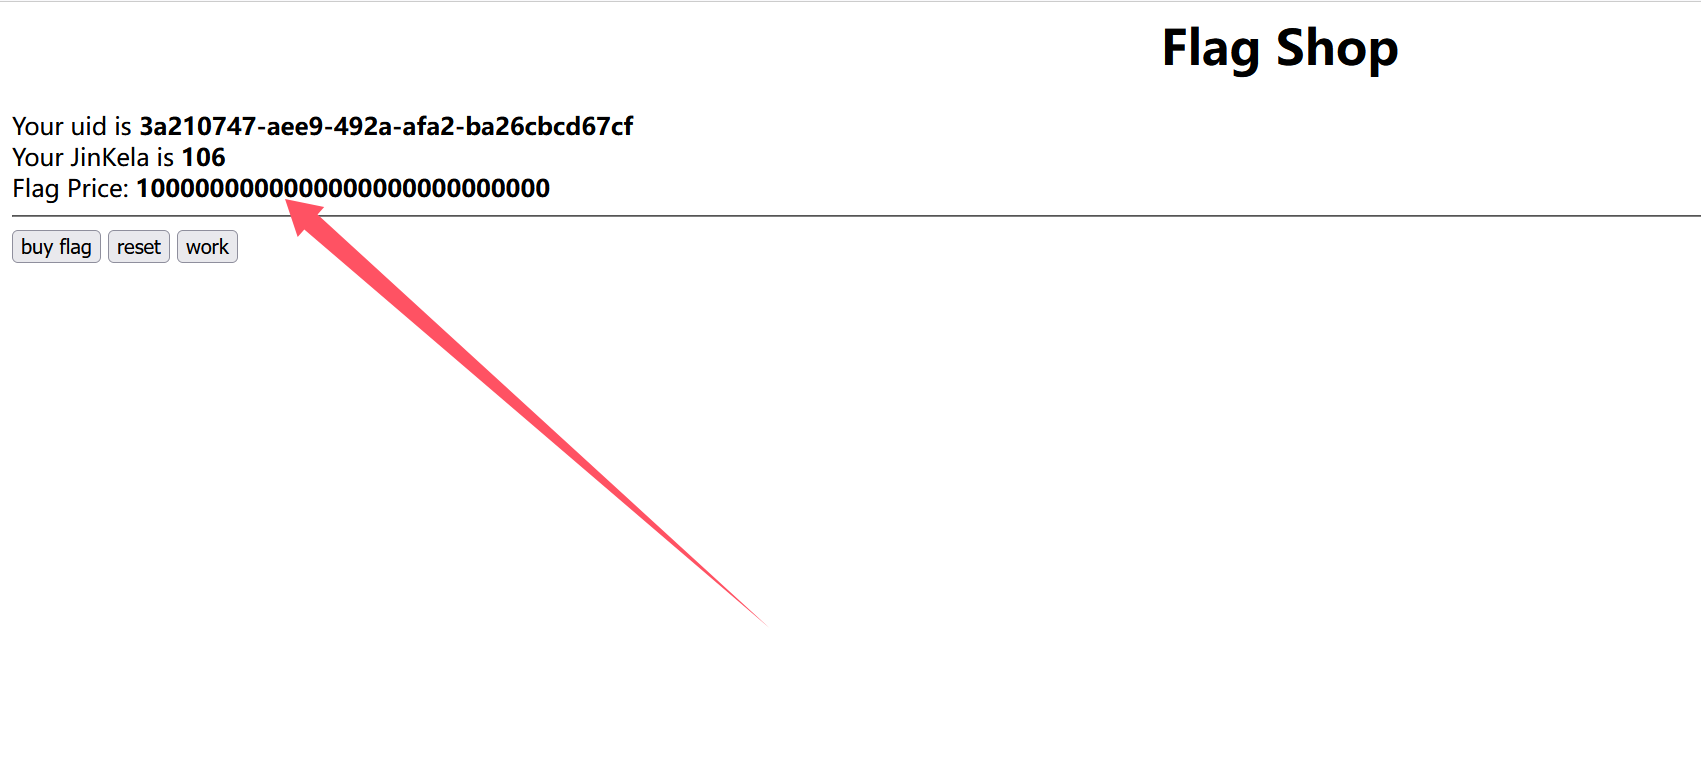 Flag Shop
Your uid is 3a210747-aee9-492a-afa2-ba26cbcd67cf
Your JinKela is 106
Flag Price: 1000000000000000000000000000
buy flag reset work